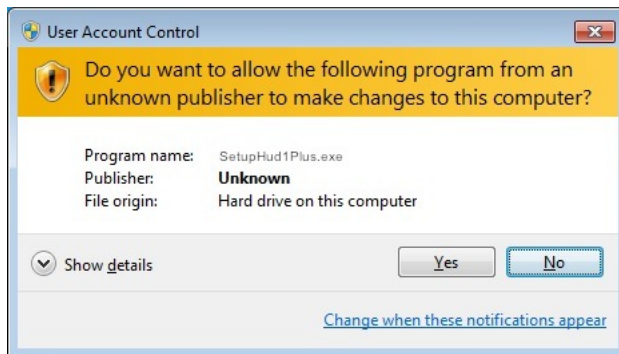 User Account Control
Do you want to allow the following program from an
unknown publisher to make changes to this computer?
Program name: SetupHud1Plus.exe
Publisher: Unknown
File origin: Hard drive on this computer
Show details
Yes No
Change when these notifications appear